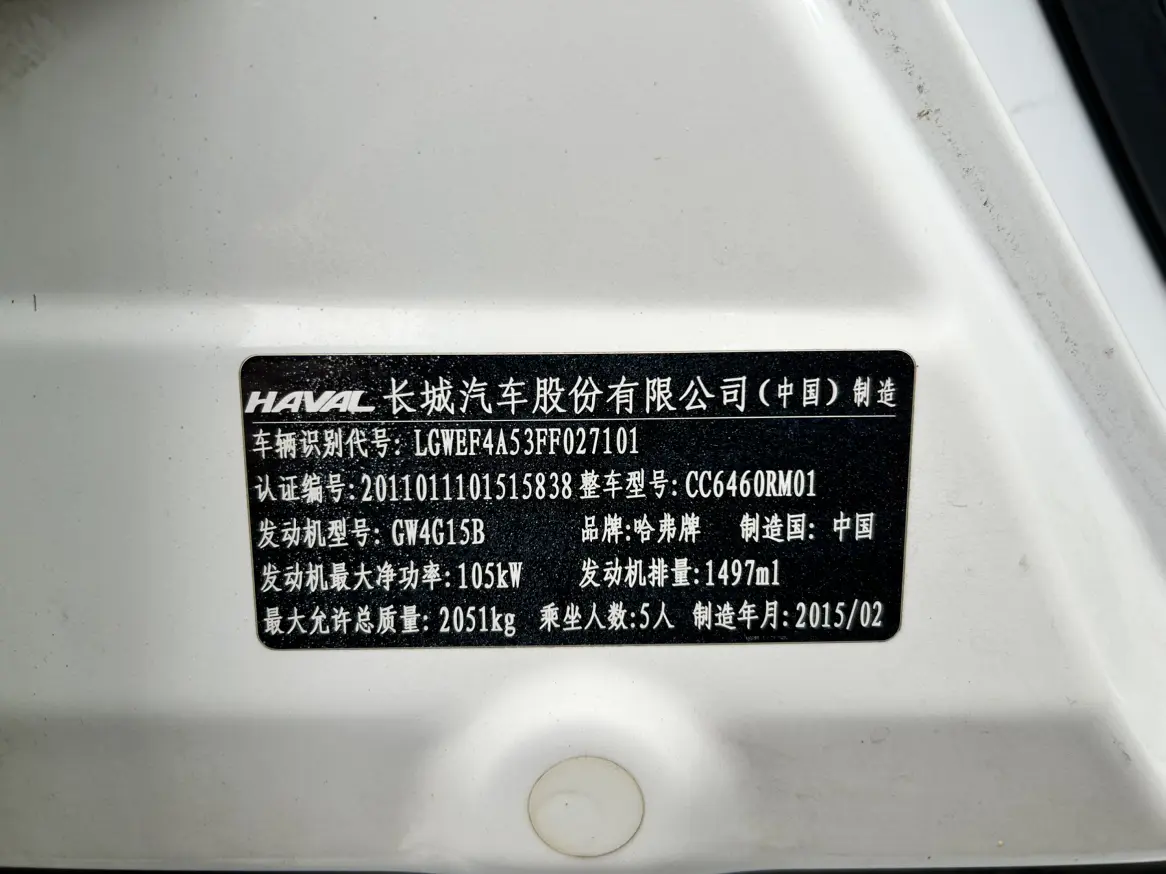 HAVAL 长城汽车股份有限公司（中国）制造
车辆识别代号: LGWEF4A53FF027101
认证编号:2011011101515838 整车型号: CC6460RM01
发动机型号: GW4G15B 品牌:哈弗牌 制造国: 中国
发动机最大净功率:105kW 发动机排量:1497ml
最大允许总质量: 2051kg 乘坐人数:5人 制造年月:2015/02